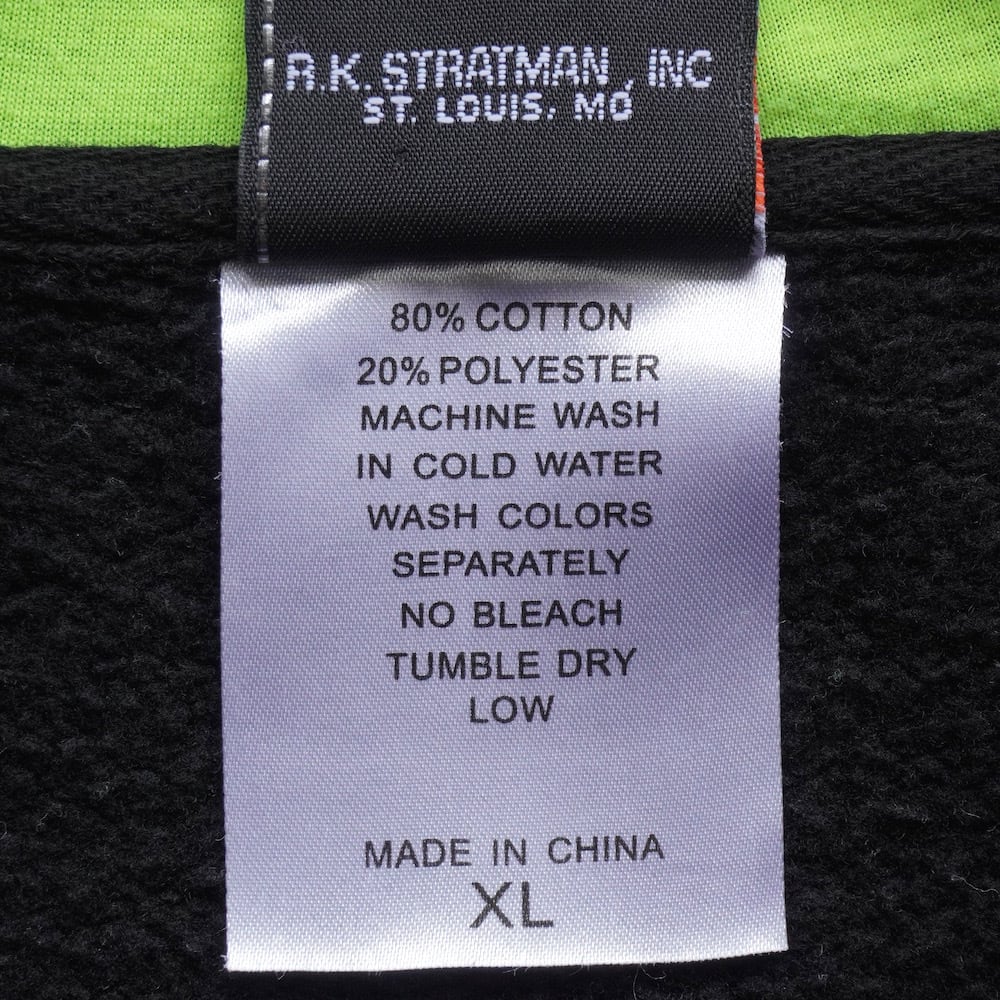 R.K. STRATMAN, INC
ST. LOUIS, MO
80% COTTON
20% POLYESTER
MACHINE WASH
IN COLD WATER
WASH COLORS
SEPARATELY
NO BLEACH
TUMBLE DRY
LOW
MADE IN CHINA
XL